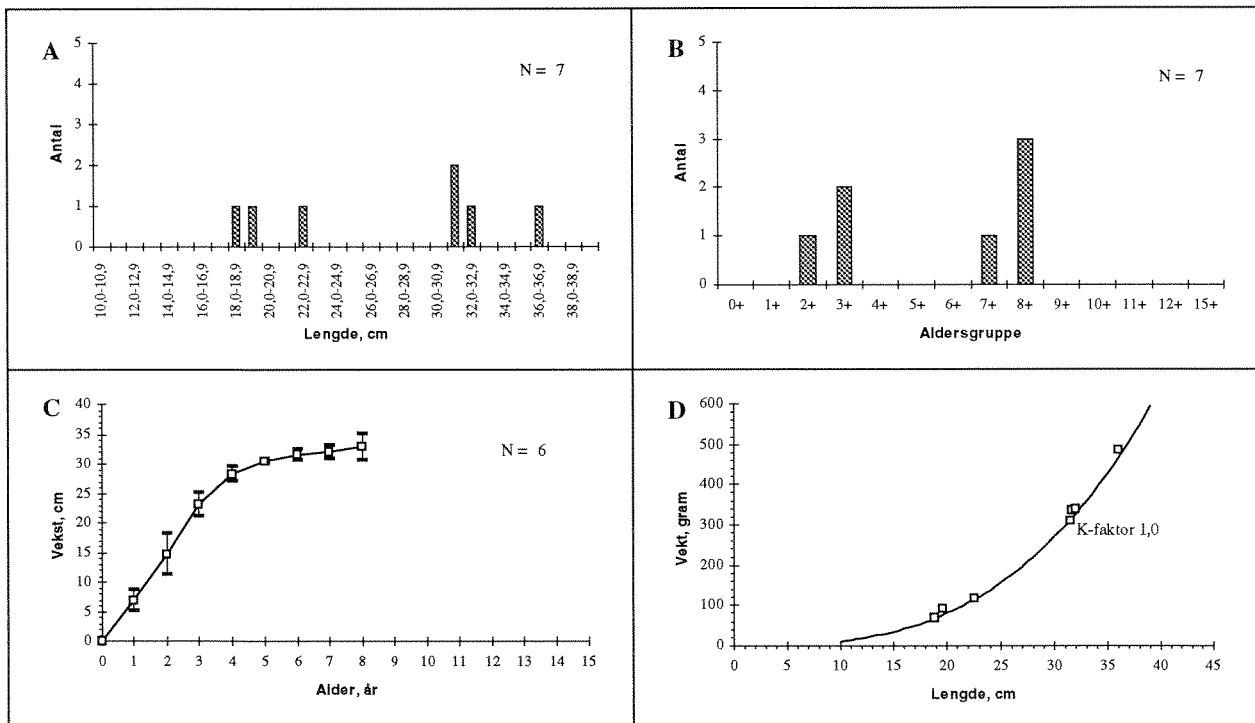 A
N = 7
Antal
5
4
3
2
1
0
10,0-10,9
12,0-12,9
14,0-14,9
16,0-16,9
18,0-18,9
20,0-20,9
22,0-22,9
24,0-24,9
26,0-26,9
28,0-28,9
30,0-30,9
32,0-32,9
34,0-34,9
36,0-36,9
38,0-38,9
Lengde, cm
B
N = 7
Antal
5
4
3
2
1
0
0+ 1+ 2+ 3+ 4+ 5+ 6+ 7+ 8+ 9+ 10+ 11+ 12+ 15+
Aldersgruppe
C
N = 6
Vekst, cm
40
35
30
25
20
15
10
5
0
0 1 2 3 4 5 6 7 8 9 10 11 12 13 14 15
Alder, år
D
Vekt, gram
600
500
400
300
200
100
0
K-faktor 1,0
0 5 10 15 20 25 30 35 40 45
Lengde, cm